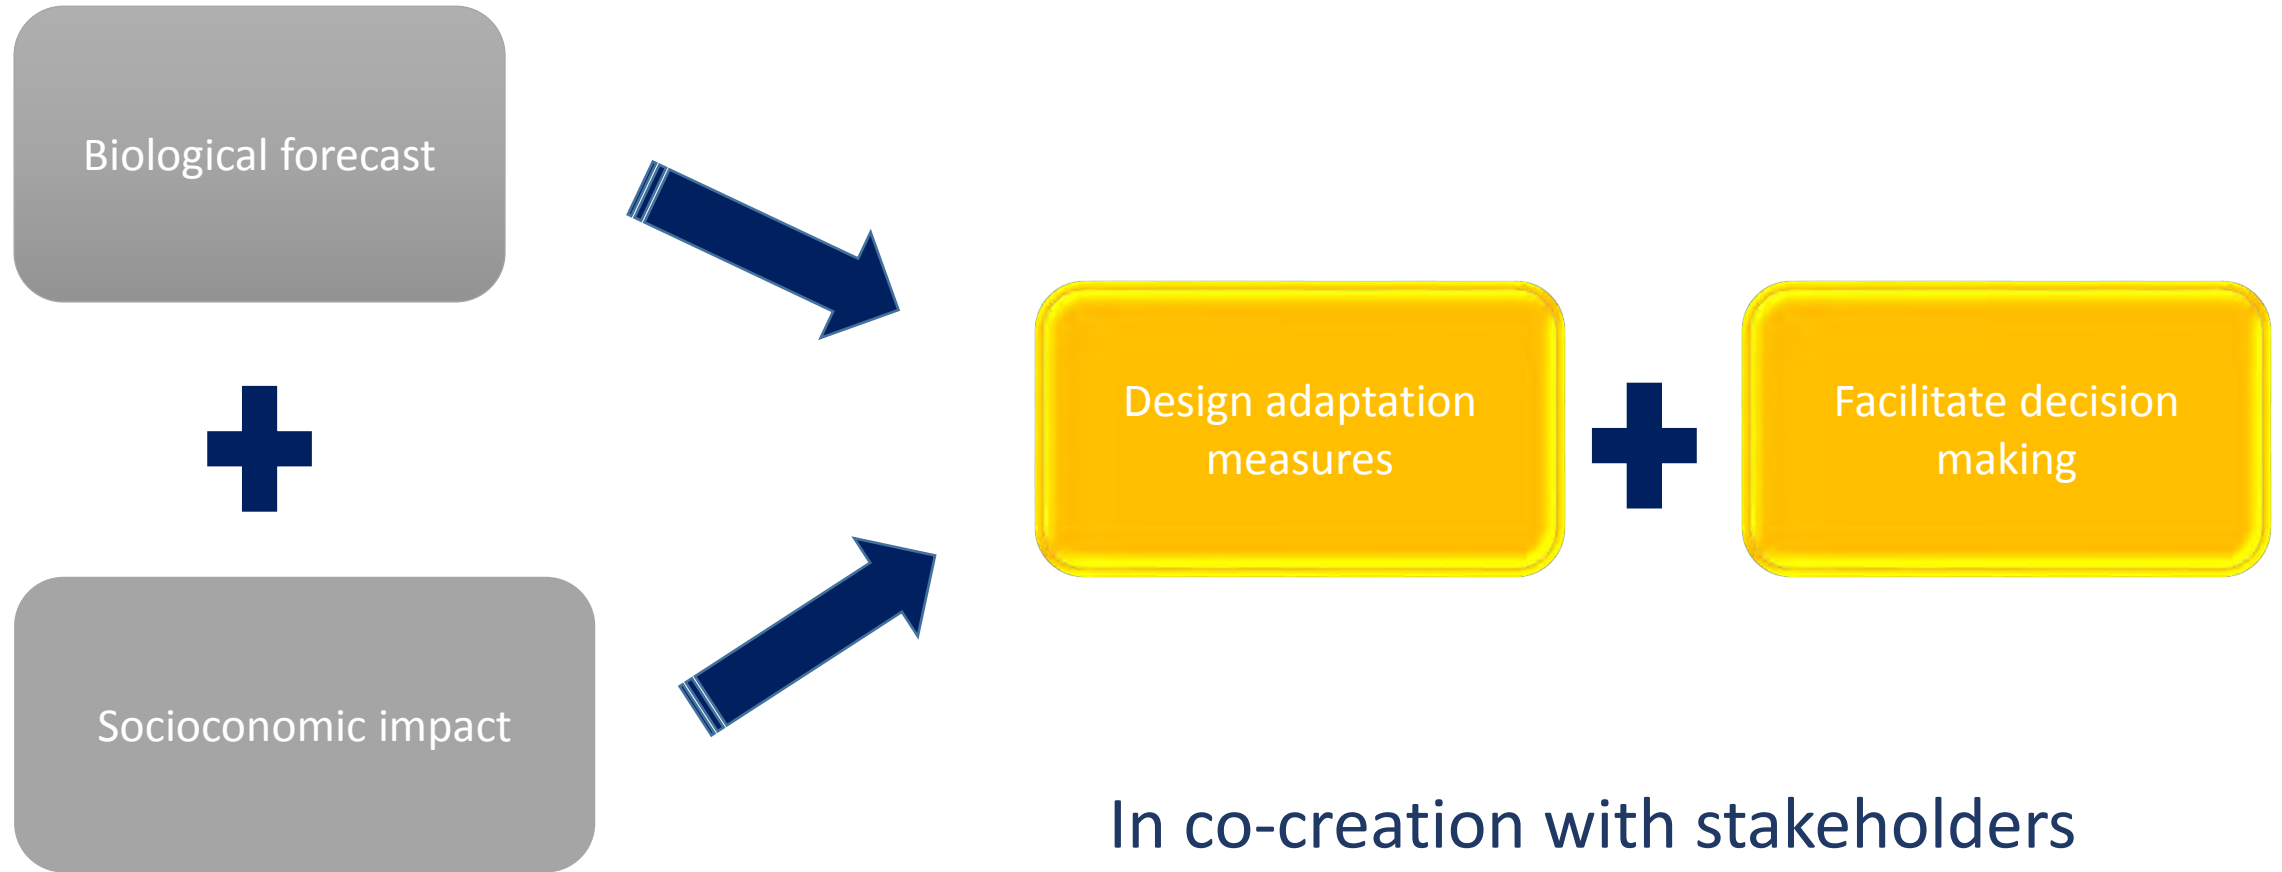 Biological forecast
Socioconomic impact
Design adaptation
measures
Facilitate decision
making
In co-creation with stakeholders